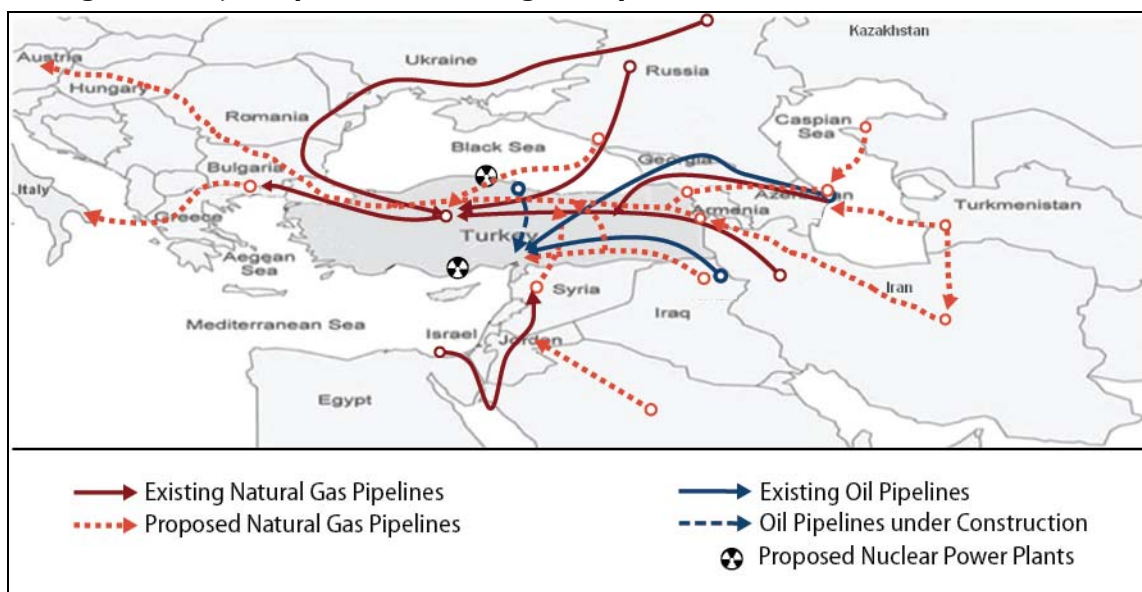 Kazakhstan
Austria
Ukraine
Russia
Hungary
Romania
Caspian
Sea
Black Sea
Georgia
Bulgaria
Italy
Greece
Armenia
Turkmenistan
Turkey
Aegean
Sea
Iran
Syria
Iraq
Mediterranean Sea
Israel
Jordan
Egypt
Existing Natural Gas Pipelines
Proposed Natural Gas Pipelines
Existing Oil Pipelines
Oil Pipelines under Construction
Proposed Nuclear Power Plants